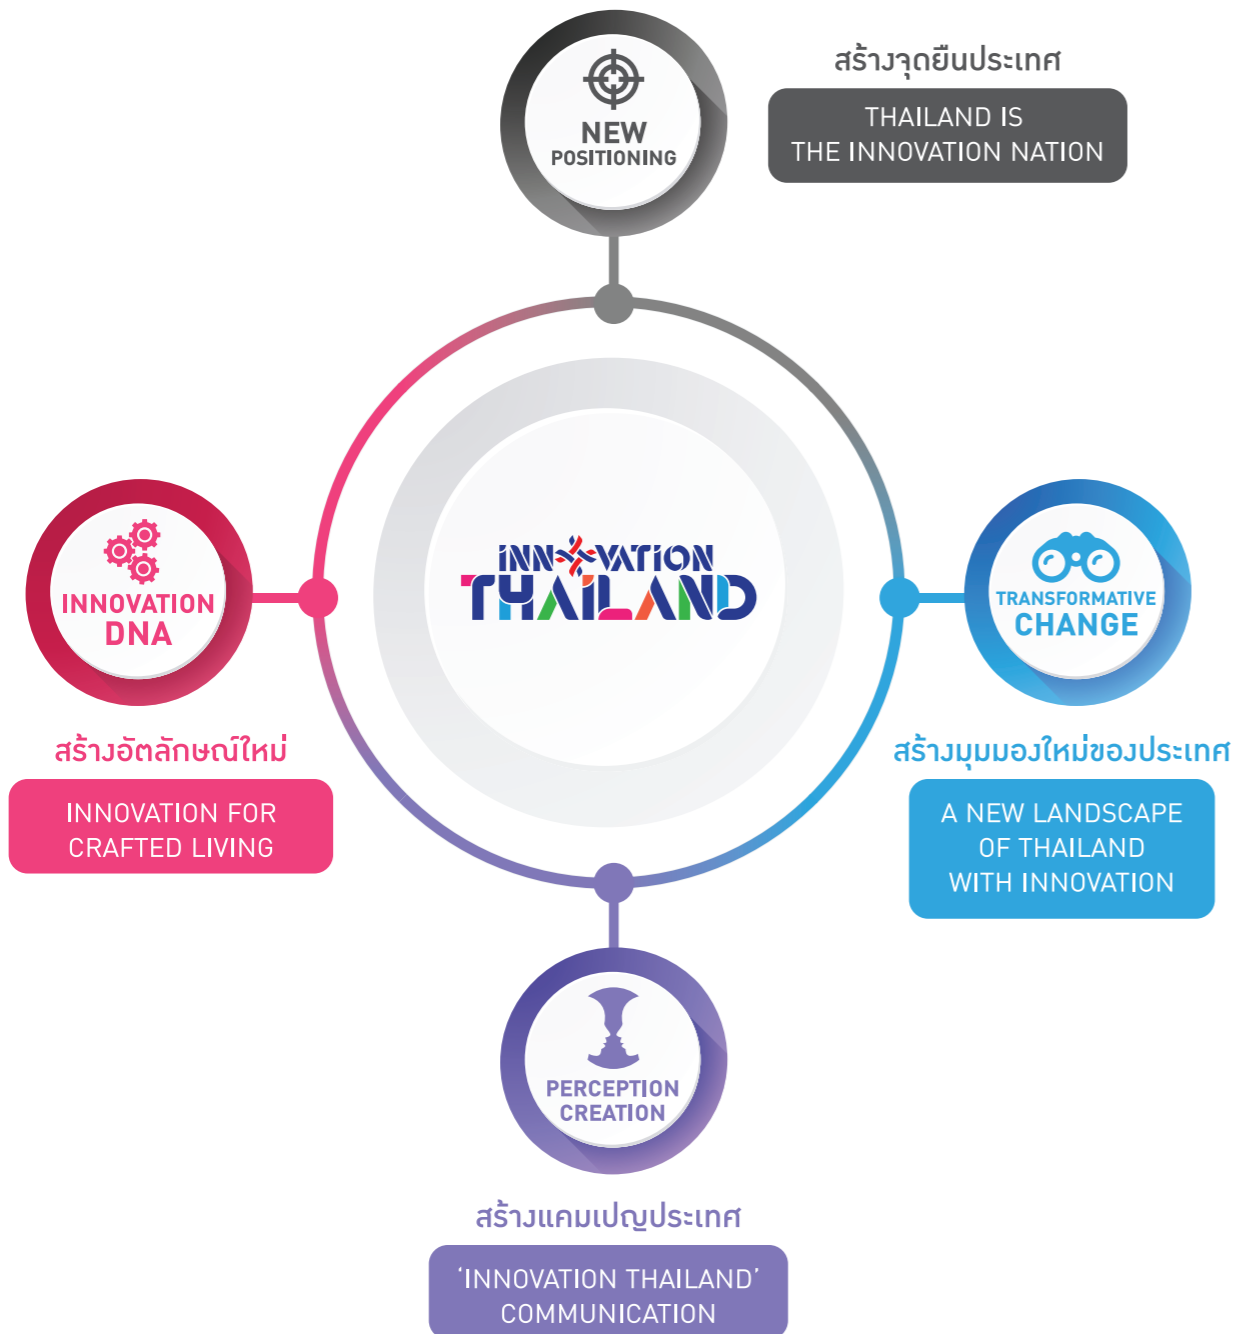 NEW
POSITIONING
สร้างจุดยืนประเทศ
THAILAND IS
THE INNOVATION NATION
INNOVATION
THAILAND
INNOVATION
DNA
สร้างอัตลักษณ์ใหม่
INNOVATION FOR
CRAFTED LIVING
TRANSFORMATIVE
CHANGE
สร้างมุมมองใหม่ของประเทศ
A NEW LANDSCAPE
OF THAILAND
WITH INNOVATION
PERCEPTION
CREATION
สร้างแคมเปญประเทศ
‘INNOVATION THAILAND’
COMMUNICATION